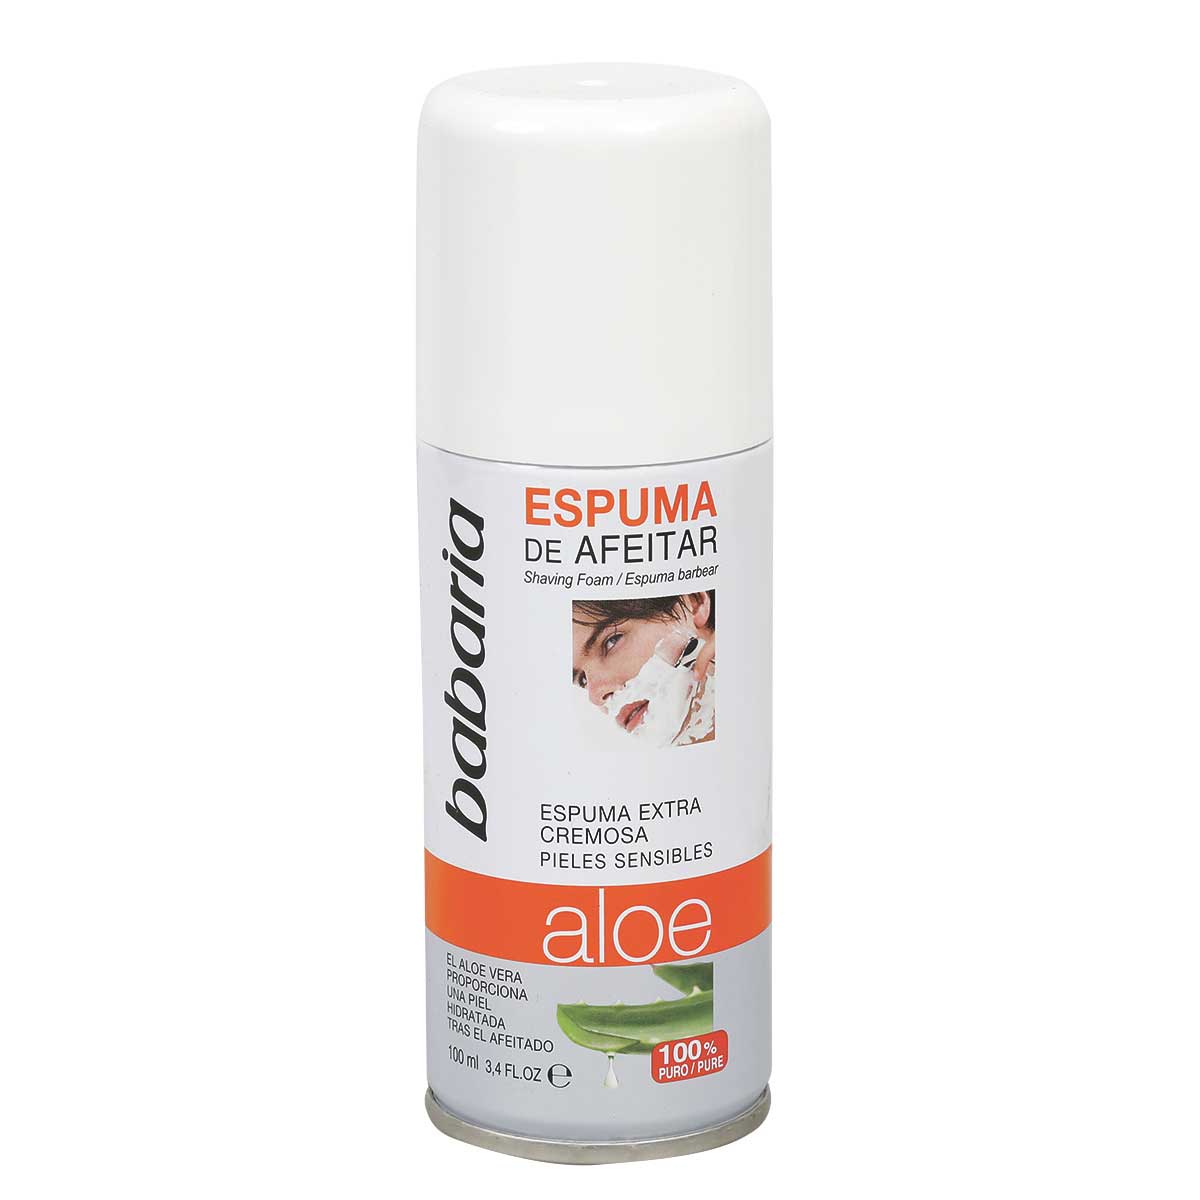 babaria
ESPUMA
DE AFEITAR
Shaving Foam / Espuma barbear
ESPUMA EXTRA
CREMOSA
PIELES SENSIBLES
aloe
EL ALOE VERA
PROPORCIONA
UNA PIEL
HIDRATADA
TRAS EL AFEITADO
100 ml 3,4 FL.OZ ℮
100%
PURO / PURE